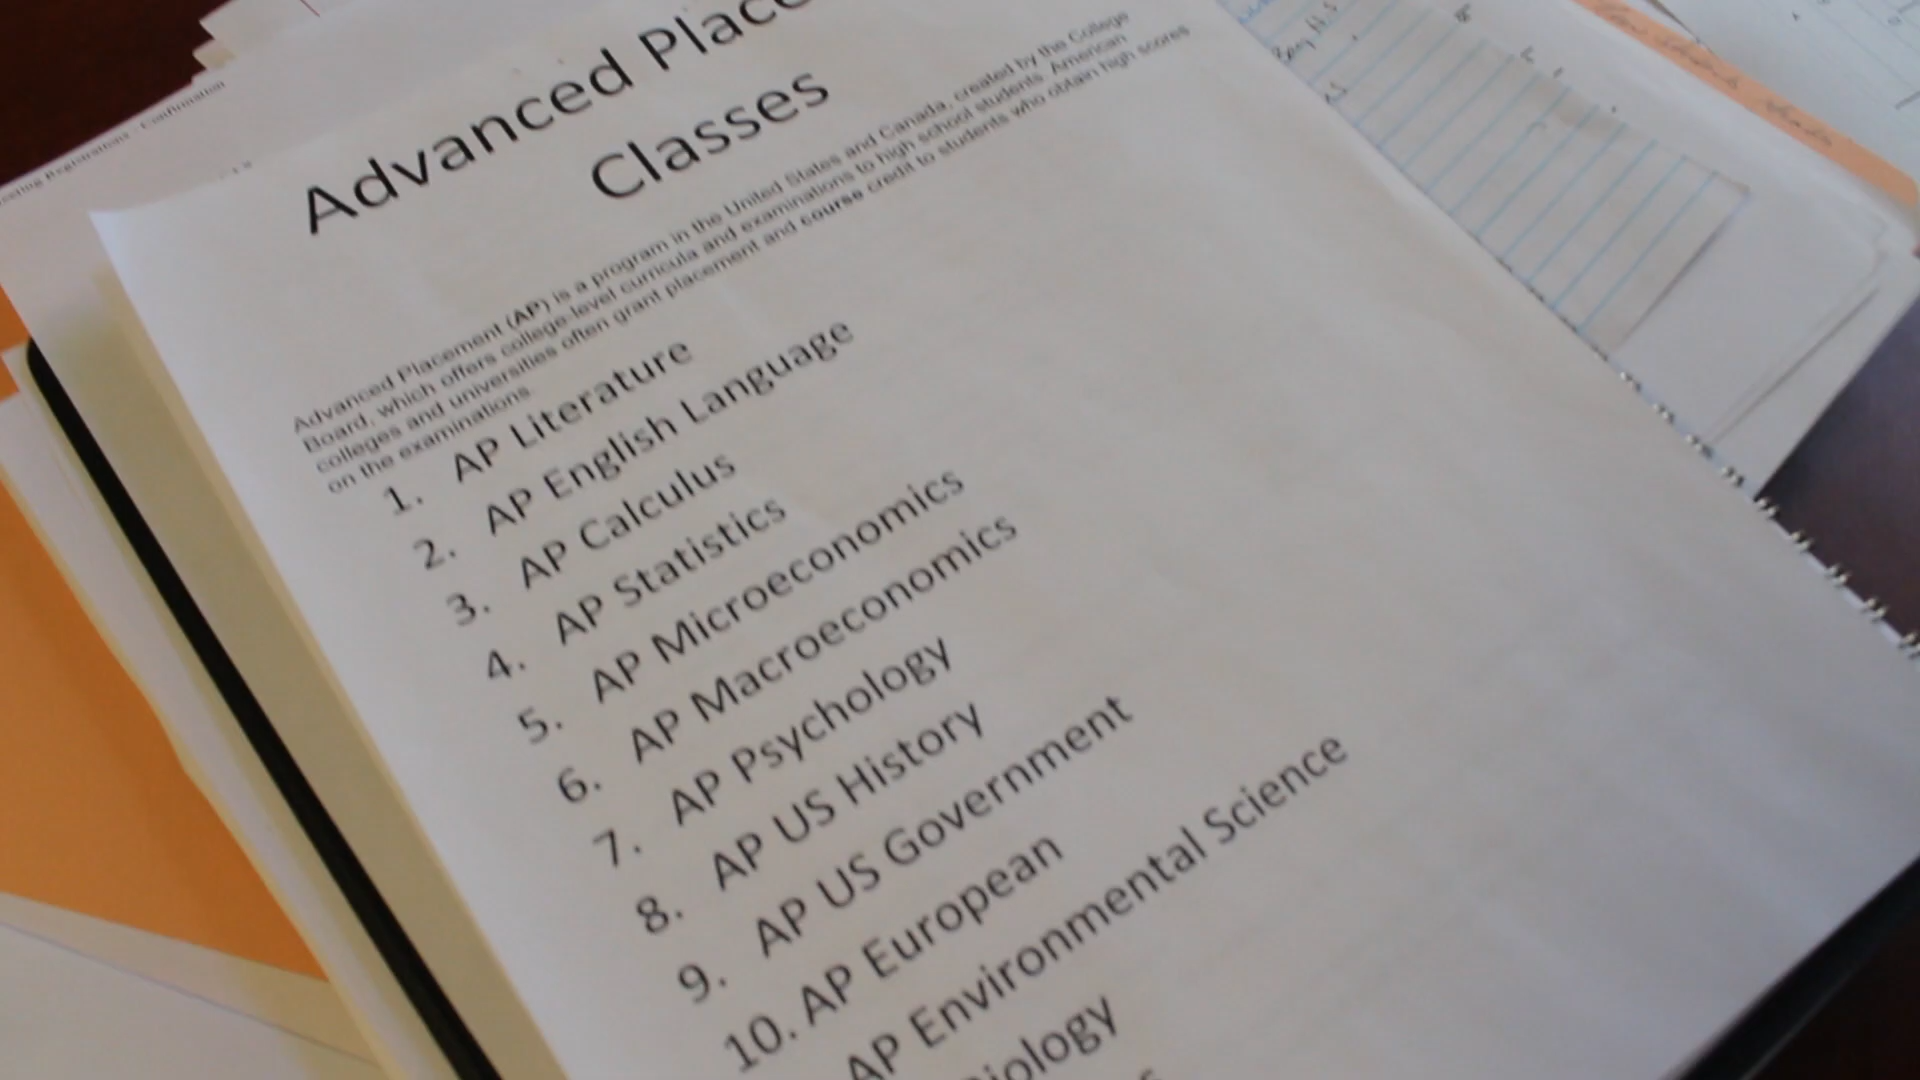 Advanced Place
Classes
Advanced Placement (AP) is a program in the United States and Canada, created by the College
Board, which offers college-level curricula and examinations to high school students. American
colleges and universities often grant placement and course credit to students who obtain high scores
on the examinations.
1. AP Literature
2. AP English Language
3. AP Calculus
4. AP Statistics
5. AP Microeconomics
6. AP Macroeconomics
7. AP Psychology
8. AP US History
9. AP US Government
10. AP European
AP Environmental Science
Biology
Confirmation